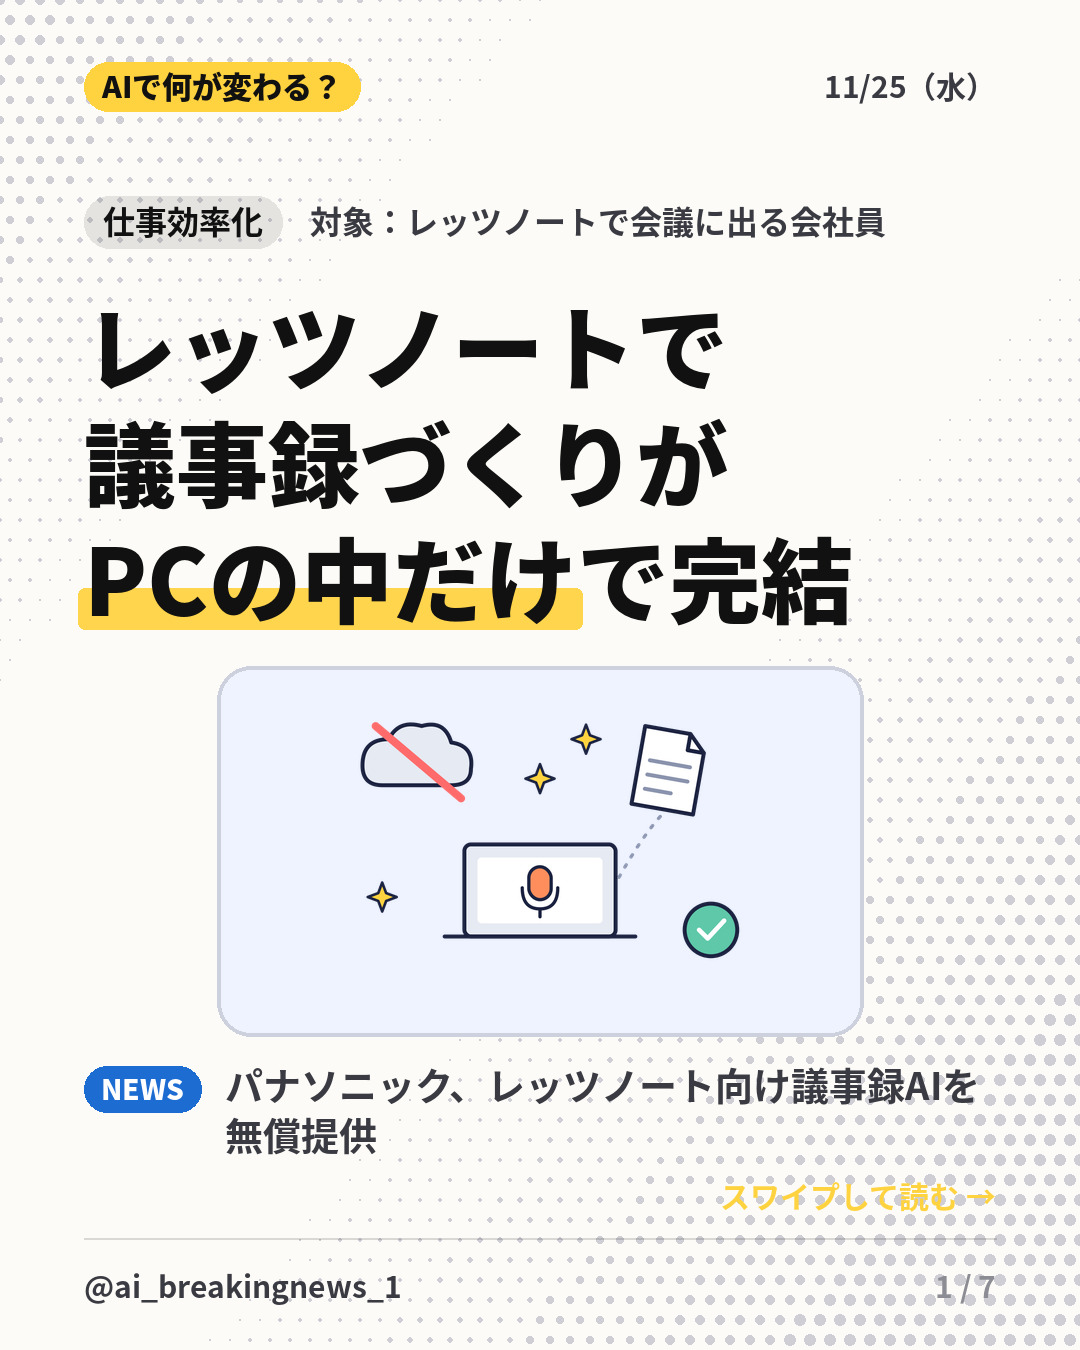 AIで何が変わる？
11/25（水）
仕事効率化
対象：レッツノートで会議に出る会社員
レッツノートで
議事録づくりが
PCの中だけで完結
NEWS
パナソニック、レッツノート向け議事録AIを
無償提供
スワイプして読む →
@ai_breakingnews_1
1 / 7